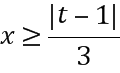 x ≥ |t − 1| / 3